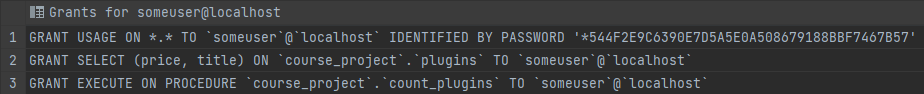 Grants for someuser@localhost
1 GRANT USAGE ON *.* TO `someuser`@`localhost` IDENTIFIED BY PASSWORD '*544F2E9C6390E7D5A5E0A508679188BBF7467B57'
2 GRANT SELECT (price, title) ON `course_project`.`plugins` TO `someuser`@`localhost`
3 GRANT EXECUTE ON PROCEDURE `course_project`.`count_plugins` TO `someuser`@`localhost`